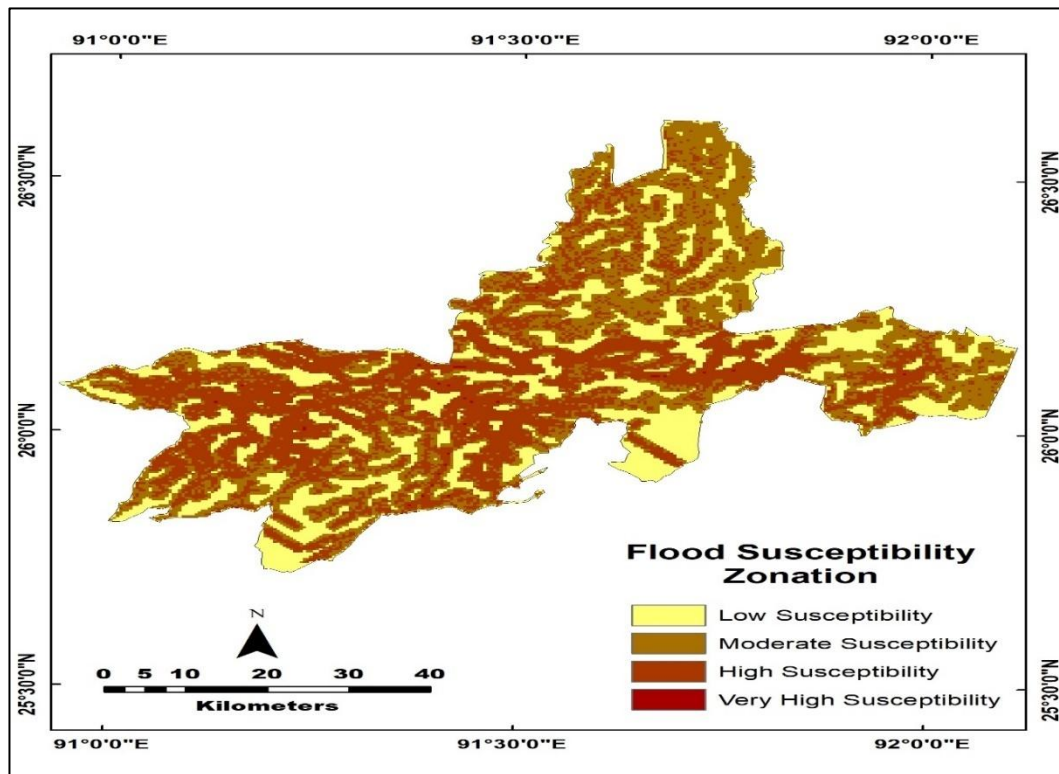 91°0'0"E 91°30'0"E 92°0'0"E
26°30'0"N 26°30'0"N
26°0'0"N 26°0'0"N
Flood Susceptibility
Zonation
Low Susceptibility
Moderate Susceptibility
High Susceptibility
Very High Susceptibility
N
0 5 10 20 30 40
Kilometers
25°30'0"N 25°30'0"N
91°0'0"E 91°30'0"E 92°0'0"E